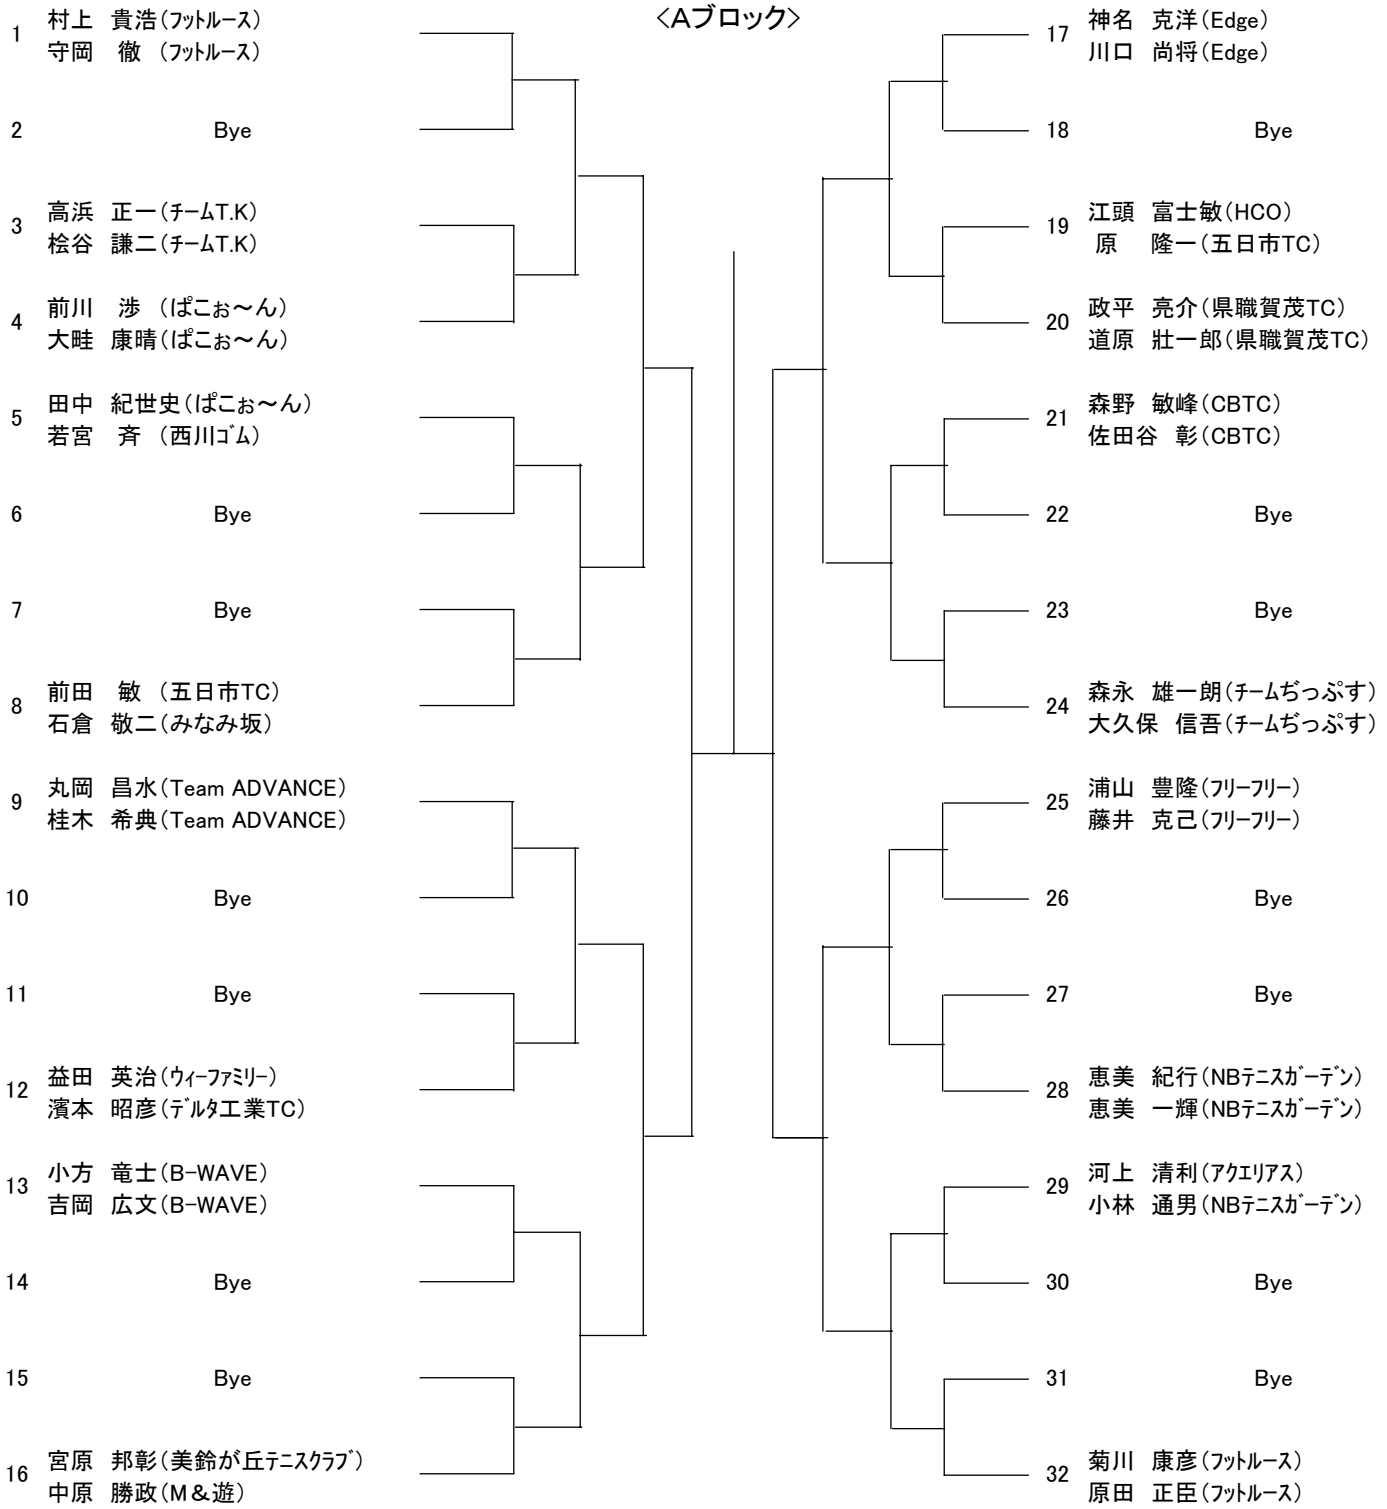 <Aブロック>
1
村上 貴浩(フットルース)
守岡 徹 (フットルース)
2 Bye
3
高浜 正一(チームT.K)
桧谷 謙二(チームT.K)
4
前川 渉 (ぱこぉ~ん)
大畦 康晴(ぱこぉ~ん)
5
田中 紀世史(ぱこぉ~ん)
若宮 斉 (西川ゴム)
6 Bye
7 Bye
8
前田 敏 (五日市TC)
石倉 敬二(みなみ坂)
9
丸岡 昌水(Team ADVANCE)
桂木 希典(Team ADVANCE)
10 Bye
11 Bye
12
益田 英治(ウィーファミリー)
濱本 昭彦(デルタ工業TC)
13
小方 竜士(B-WAVE)
吉岡 広文(B-WAVE)
14 Bye
15 Bye
16
宮原 邦彰(美鈴が丘テニスクラブ)
中原 勝政(M&遊)
17
神名 克洋(Edge)
川口 尚将(Edge)
18 Bye
19
江頭 富士敏(HCO)
原 隆一(五日市TC)
20
政平 亮介(県職賀茂TC)
道原 壯一郎(県職賀茂TC)
21
森野 敏峰(CBTC)
佐田谷 彰(CBTC)
22 Bye
23 Bye
24
森永 雄一朗(チームぢっぷす)
大久保 信吾(チームぢっぷす)
25
浦山 豊隆(フリーフリー)
藤井 克己(フリーフリー)
26 Bye
27 Bye
28
恵美 紀行(NBテニスガーデン)
恵美 一輝(NBテニスガーデン)
29
河上 清利(アクエリアス)
小林 通男(NBテニスガーデン)
30 Bye
31 Bye
32
菊川 康彦(フットルース)
原田 正臣(フットルース)